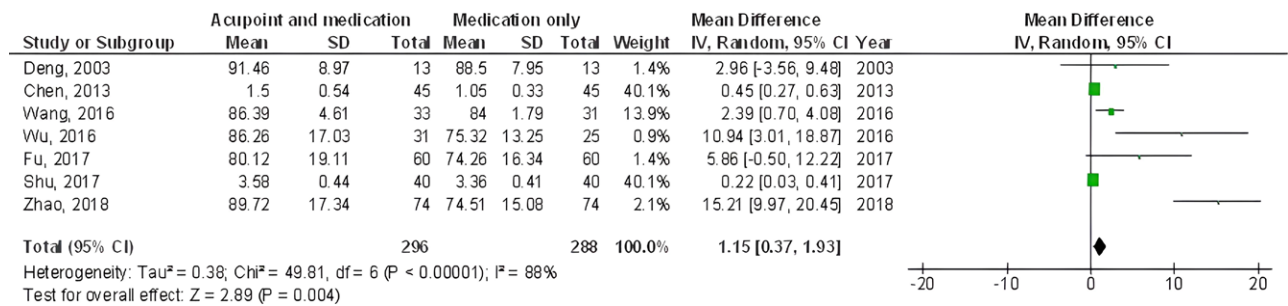 Acupoint and medication Medication only Mean Difference Mean Difference
Study or Subgroup Mean SD Total Mean SD Total Weight IV, Random, 95% CI Year IV, Random, 95% CI
Deng, 2003 91.46 8.97 13 88.5 7.95 13 1.4% 2.96 [-3.56, 9.48] 2003
Chen, 2013 1.5 0.54 45 1.05 0.33 45 40.1% 0.45 [0.27, 0.63] 2013
Wang, 2016 86.39 4.61 33 84 1.79 31 13.9% 2.39 [0.70, 4.08] 2016
Wu, 2016 86.26 17.03 31 75.32 13.25 25 0.9% 10.94 [3.01, 18.87] 2016
Fu, 2017 80.12 19.11 60 74.26 16.34 60 1.4% 5.86 [-0.50, 12.22] 2017
Shu, 2017 3.58 0.44 40 3.36 0.41 40 40.1% 0.22 [0.03, 0.41] 2017
Zhao, 2018 89.72 17.34 74 74.51 15.08 74 2.1% 15.21 [9.97, 20.45] 2018
Total (95% CI) 296 288 100.0% 1.15 [0.37, 1.93]
Heterogeneity: Tau² = 0.38; Chi² = 49.81, df = 6 (P < 0.00001); I² = 88%
Test for overall effect: Z = 2.89 (P = 0.004)
-20 -10 0 10 20